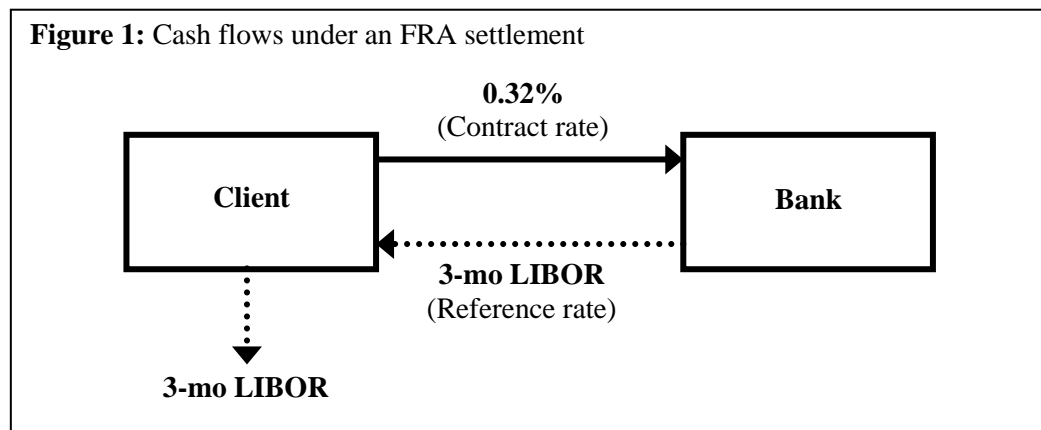 Figure 1: Cash flows under an FRA settlement
0.32%
(Contract rate)
Client
Bank
3-mo LIBOR
(Reference rate)
3-mo LIBOR